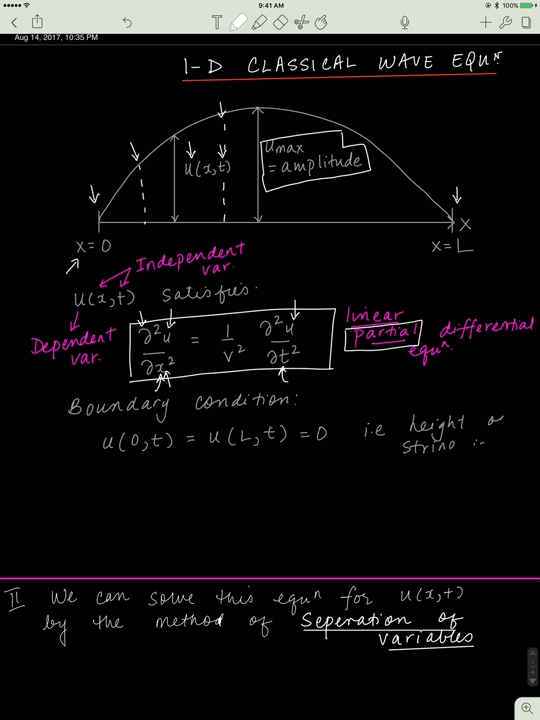 9:41 AM
100%
Aug 14, 2017, 10:35 PM
1-D CLASSICAL WAVE EQUⁿ
u(x,t)
umax
= amplitude
x = 0
x = L
x
Independent
var.
u(x,t) satisfies.
Dependent
var.
∂²u/∂x² = 1/v² ∂²u/∂t²
linear
partial differential
equⁿ.
Boundary condition:
u(0,t) = u(L,t) = 0 i.e height
II We can solve this equⁿ for u(x,t)
by the method of Seperation of
variables